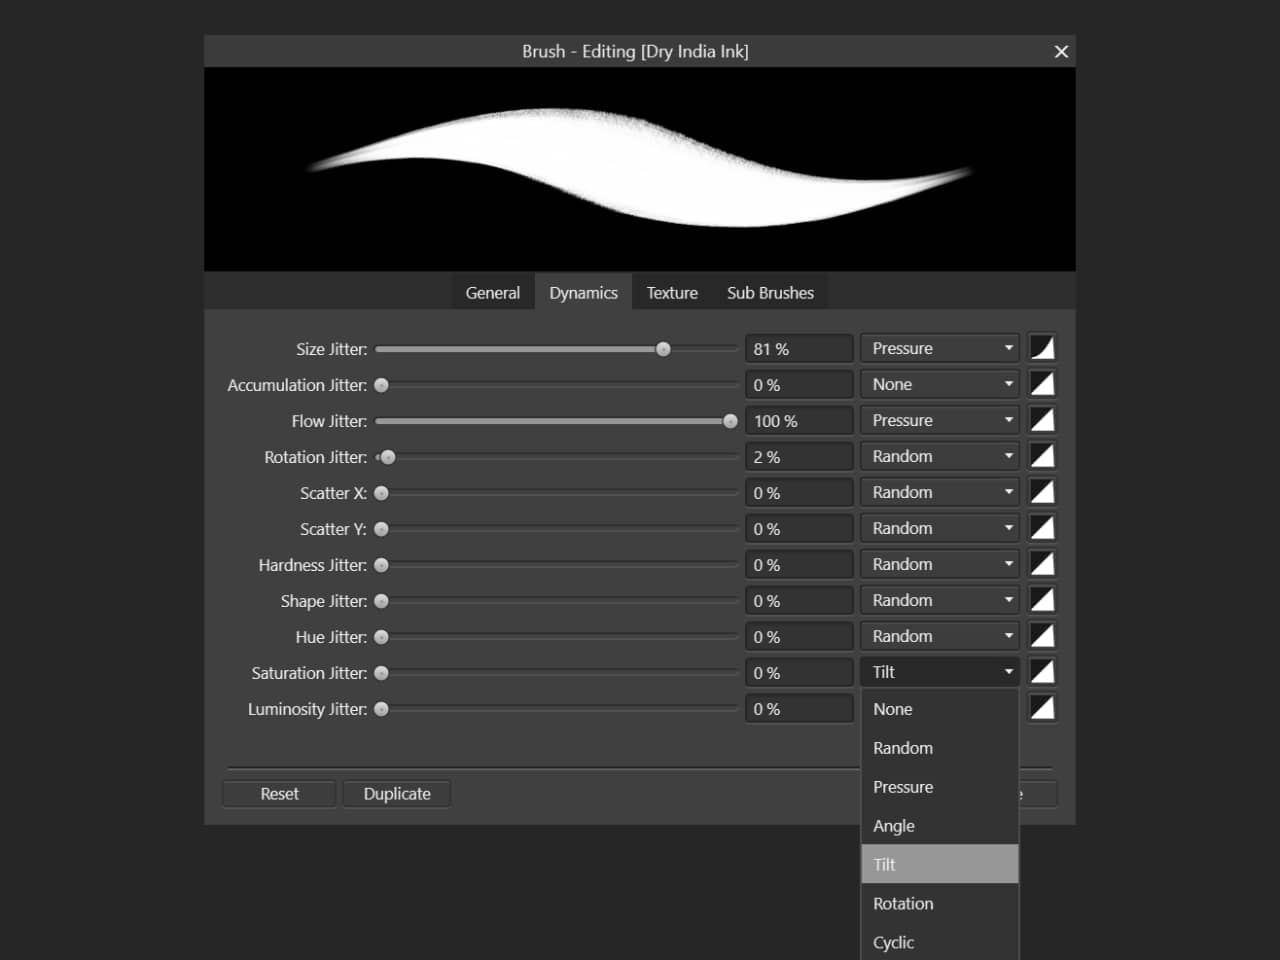 Brush - Editing [Dry India Ink]
General Dynamics Texture Sub Brushes
Size Jitter: 81 % Pressure
Accumulation Jitter: 0 % None
Flow Jitter: 100 % Pressure
Rotation Jitter: 2 % Random
Scatter X: 0 % Random
Scatter Y: 0 % Random
Hardness Jitter: 0 % Random
Shape Jitter: 0 % Random
Hue Jitter: 0 % Random
Saturation Jitter: 0 % Tilt
Luminosity Jitter: 0 %
None
Random
Pressure
Reset Duplicate
Angle
Tilt
Rotation
Cyclic